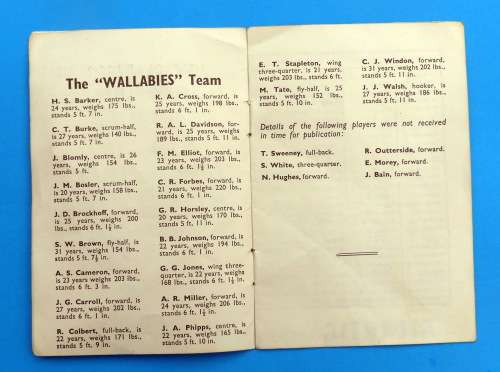 The "WALLABIES" Team
H. S. Barker, centre, is
24 years, weighs 175 lbs.,
stands 5 ft. 7 in.
C. T. Burke, scrum-half,
is 27 years, weighs 140 lbs.,
stands 5 ft. 7 in.
J. Blomly, centre, is 26
years, weighs 154 lbs.,
stands 5 ft.
J. M. Bosler, scrum-half,
is 20 years, weighs 158 lbs.,
stands 5 ft. 7 in.
J. D. Brockhoff, forward,
is 25 years, weighs 200
lbs., stands 6 ft. 1½ in.
S. W. Brown, fly-half, is
31 years, weighs 154 lbs.,
stands 5 ft. 7½ in.
A. S. Cameron, forward,
is 23 years weighs 203 lbs.,
stands 6 ft. 3 in.
J. G. Carroll, forward, is
27 years, weighs 202 lbs.,
stands 6 ft. 1 in.
R. Colbert, full-back, is
22 years, weighs 171 lbs.,
stands 5 ft. 9 in.
K. A. Cross, forward, is
25 years, weighs 198 lbs.,
stands 6 ft. 1 in.
R. A. L. Davidson, for-
ward, is 25 years, weighs
189 lbs., stands 5 ft. 11 in.
F. M. Elliot, forward, is
23 years, weighs 203 lbs.,
stands 6 ft. 1½ in.
C. R. Forbes, forward, is
21 years, weighs 220 lbs.,
stands 6 ft. 1 in.
G. R. Horsley, centre, is
20 years, weighs 170 lbs.,
stands 5 ft. 11 in.
B. B. Johnson, forward, is
22 years, weighs 194 lbs.,
stands 6 ft. 1 in.
G. G. Jones, wing three-
quarter, is 22 years, weighs
168 lbs., stands 6 ft. 1½ in.
A. R. Miller, forward, is
24 years, weighs 206 lbs.,
stands 6 ft. 1½ in.
J. A. Phipps, centre, is
22 years, weighs 165 lbs.,
stands 5 ft. 10 in.
E. T. Stapleton, wing
three-quarter, is 21 years,
weighs 203 lbs., stands 6 ft.
M. Tate, fly-half, is 25
years, weighs 152 lbs.,
stands 5 ft. 10 in.
C. J. Windon, forward,
is 31 years, weighs 202 lbs.,
stands 5 ft. 11 in.
J. J. Walsh, hooker, is
27 years, weighs 186 lbs.,
stands 5 ft. 11 in.
Details of the following players were not received
in time for publication:
T. Sweeney, full-back.
S. White, three-quarter.
N. Hughes, forward.
R. Outterside, forward.
E. Morey, forward.
J. Bain, forward.